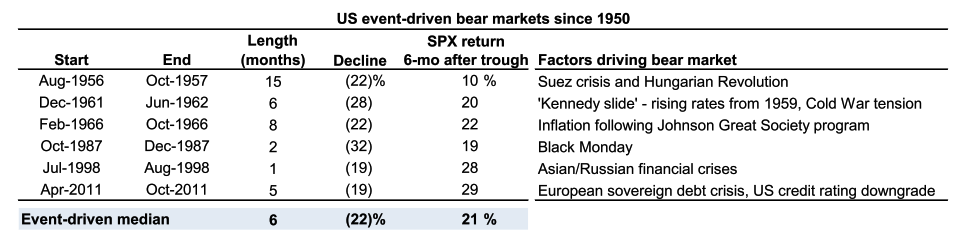 US event-driven bear markets since 1950
Length SPX return
Start End (months) Decline 6-mo after trough Factors driving bear market
Aug-1956 Oct-1957 15 (22)% 10 % Suez crisis and Hungarian Revolution
Dec-1961 Jun-1962 6 (28) 20 'Kennedy slide' - rising rates from 1959, Cold War tension
Feb-1966 Oct-1966 8 (22) 22 Inflation following Johnson Great Society program
Oct-1987 Dec-1987 2 (32) 19 Black Monday
Jul-1998 Aug-1998 1 (19) 28 Asian/Russian financial crises
Apr-2011 Oct-2011 5 (19) 29 European sovereign debt crisis, US credit rating downgrade
Event-driven median 6 (22)% 21 %